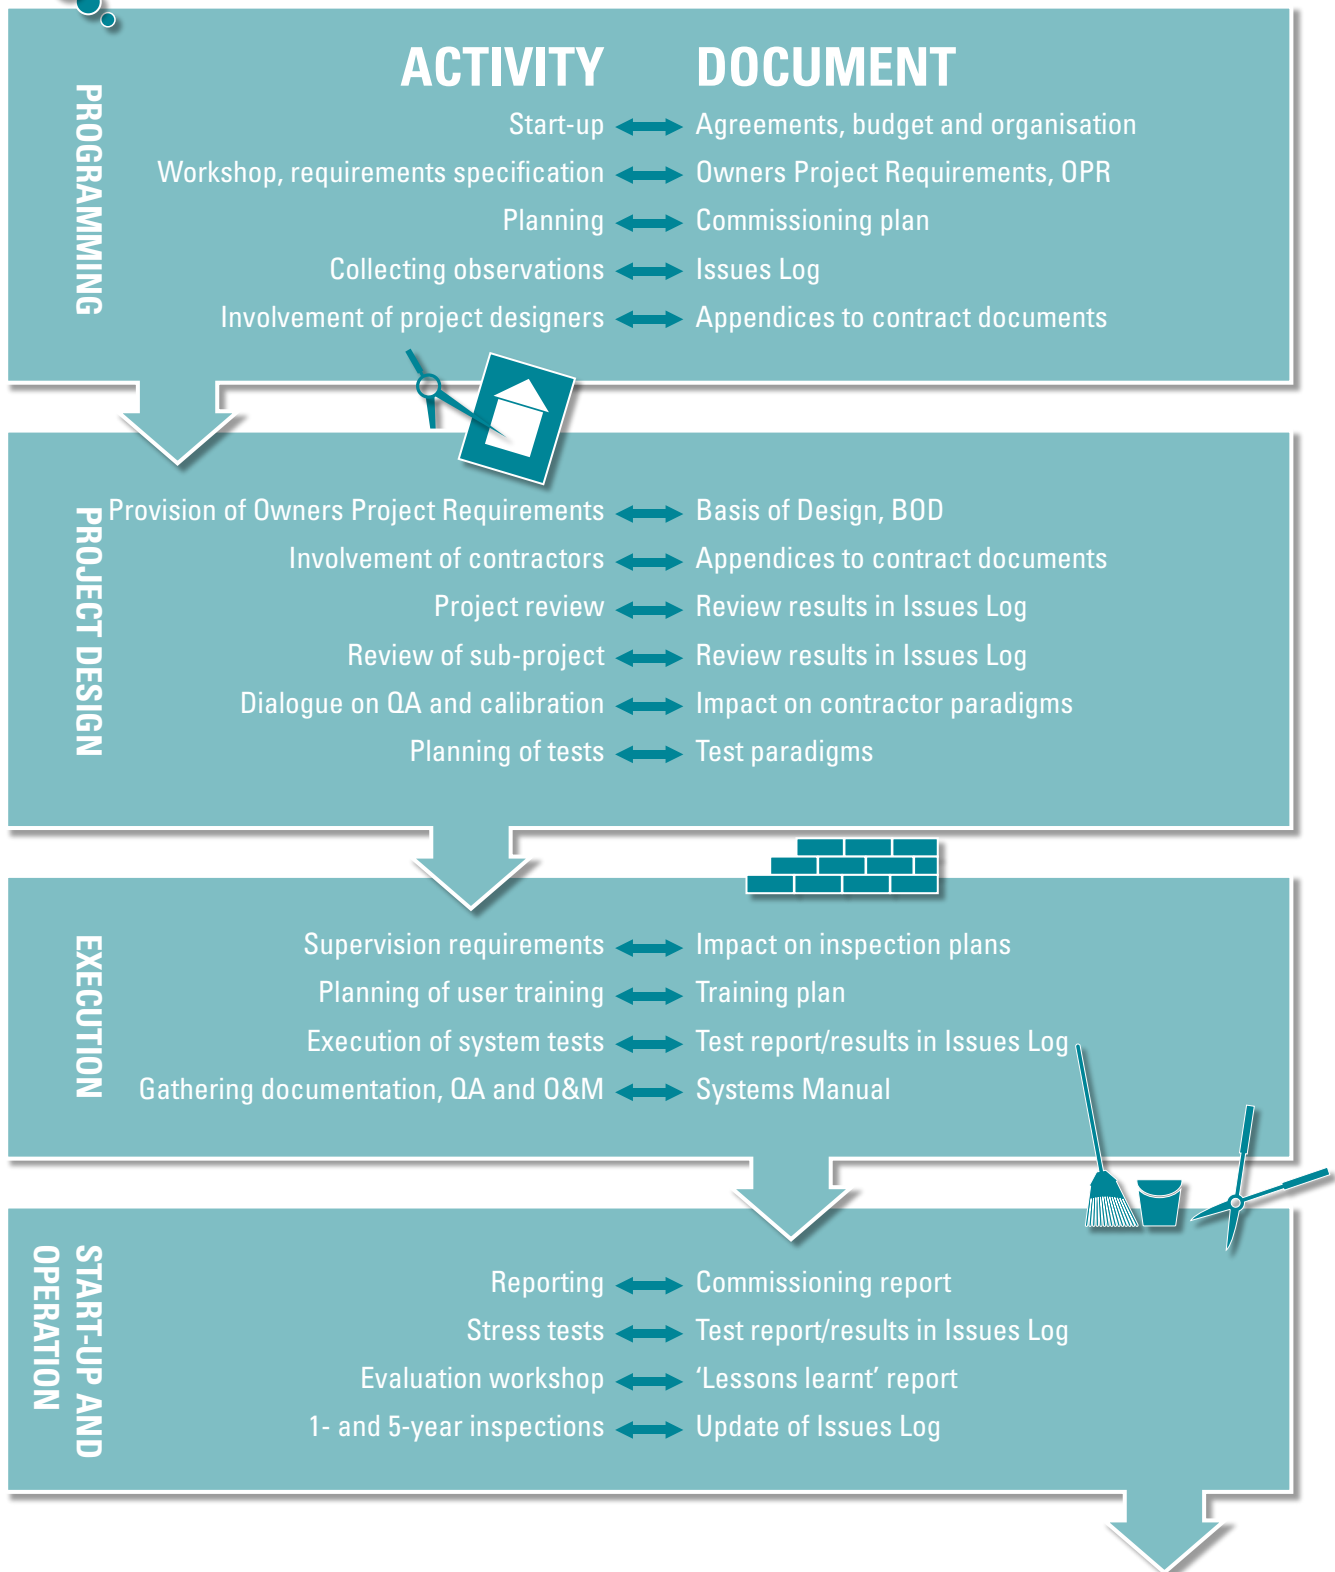 ACTIVITY DOCUMENT
PROGRAMMING
Start-up Agreements, budget and organisation
Workshop, requirements specification Owners Project Requirements, OPR
Planning Commissioning plan
Collecting observations Issues Log
Involvement of project designers Appendices to contract documents
PROJECT DESIGN
Provision of Owners Project Requirements Basis of Design, BOD
Involvement of contractors Appendices to contract documents
Project review Review results in Issues Log
Review of sub-project Review results in Issues Log
Dialogue on QA and calibration Impact on contractor paradigms
Planning of tests Test paradigms
EXECUTION
Supervision requirements Impact on inspection plans
Planning of user training Training plan
Execution of system tests Test report/results in Issues Log
Gathering documentation, QA and O&M Systems Manual
START-UP AND
OPERATION
Reporting Commissioning report
Stress tests Test report/results in Issues Log
Evaluation workshop ‘Lessons learnt’ report
1- and 5-year inspections Update of Issues Log